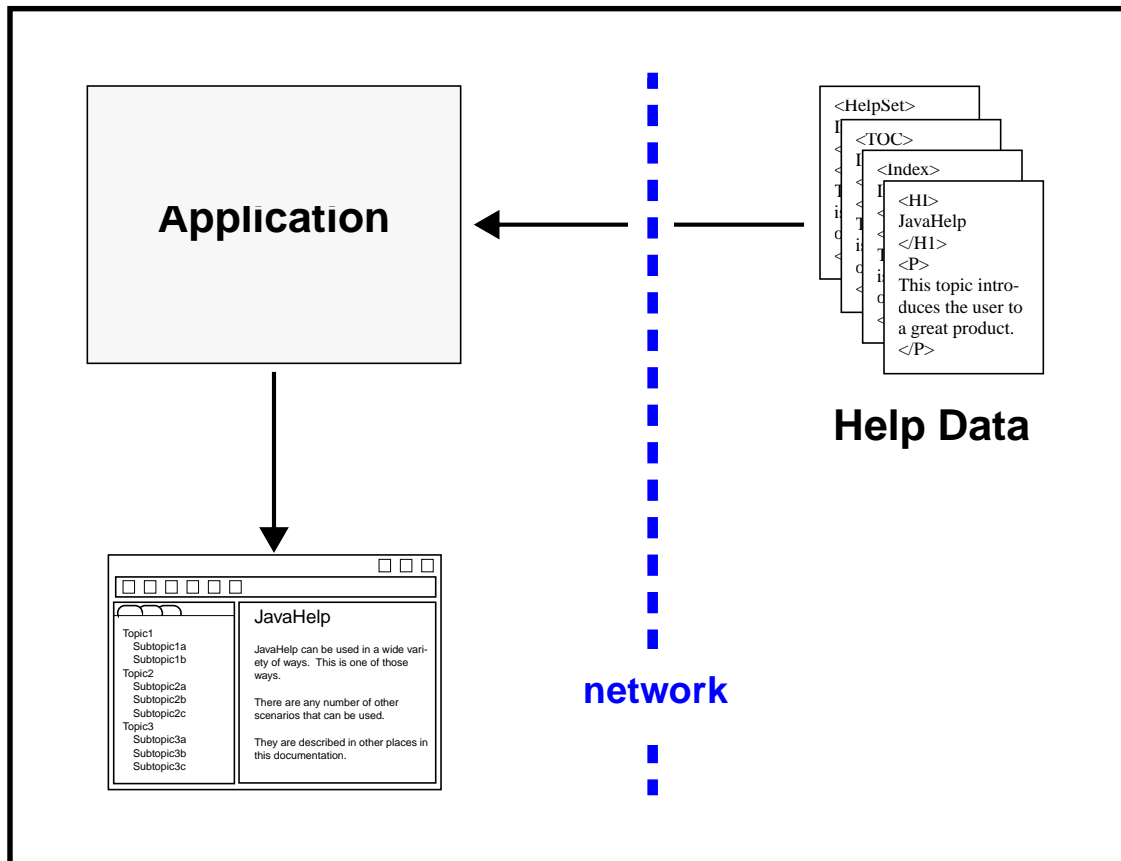 Application
<HelpSet>
<TOC>
<Index>
<HI>
JavaHelp
</H1>
<P>
This topic intro-
duces the user to
a great product.
</P>
Help Data
network
Topic1
Subtopic1a
Subtopic1b
Topic2
Subtopic2a
Subtopic2b
Subtopic2c
Topic3
Subtopic3a
Subtopic3b
Subtopic3c
JavaHelp
JavaHelp can be used in a wide vari-
ety of ways.  This is one of those
ways.
There are any number of other
scenarios that can be used.
They are described in other places in
this documentation.